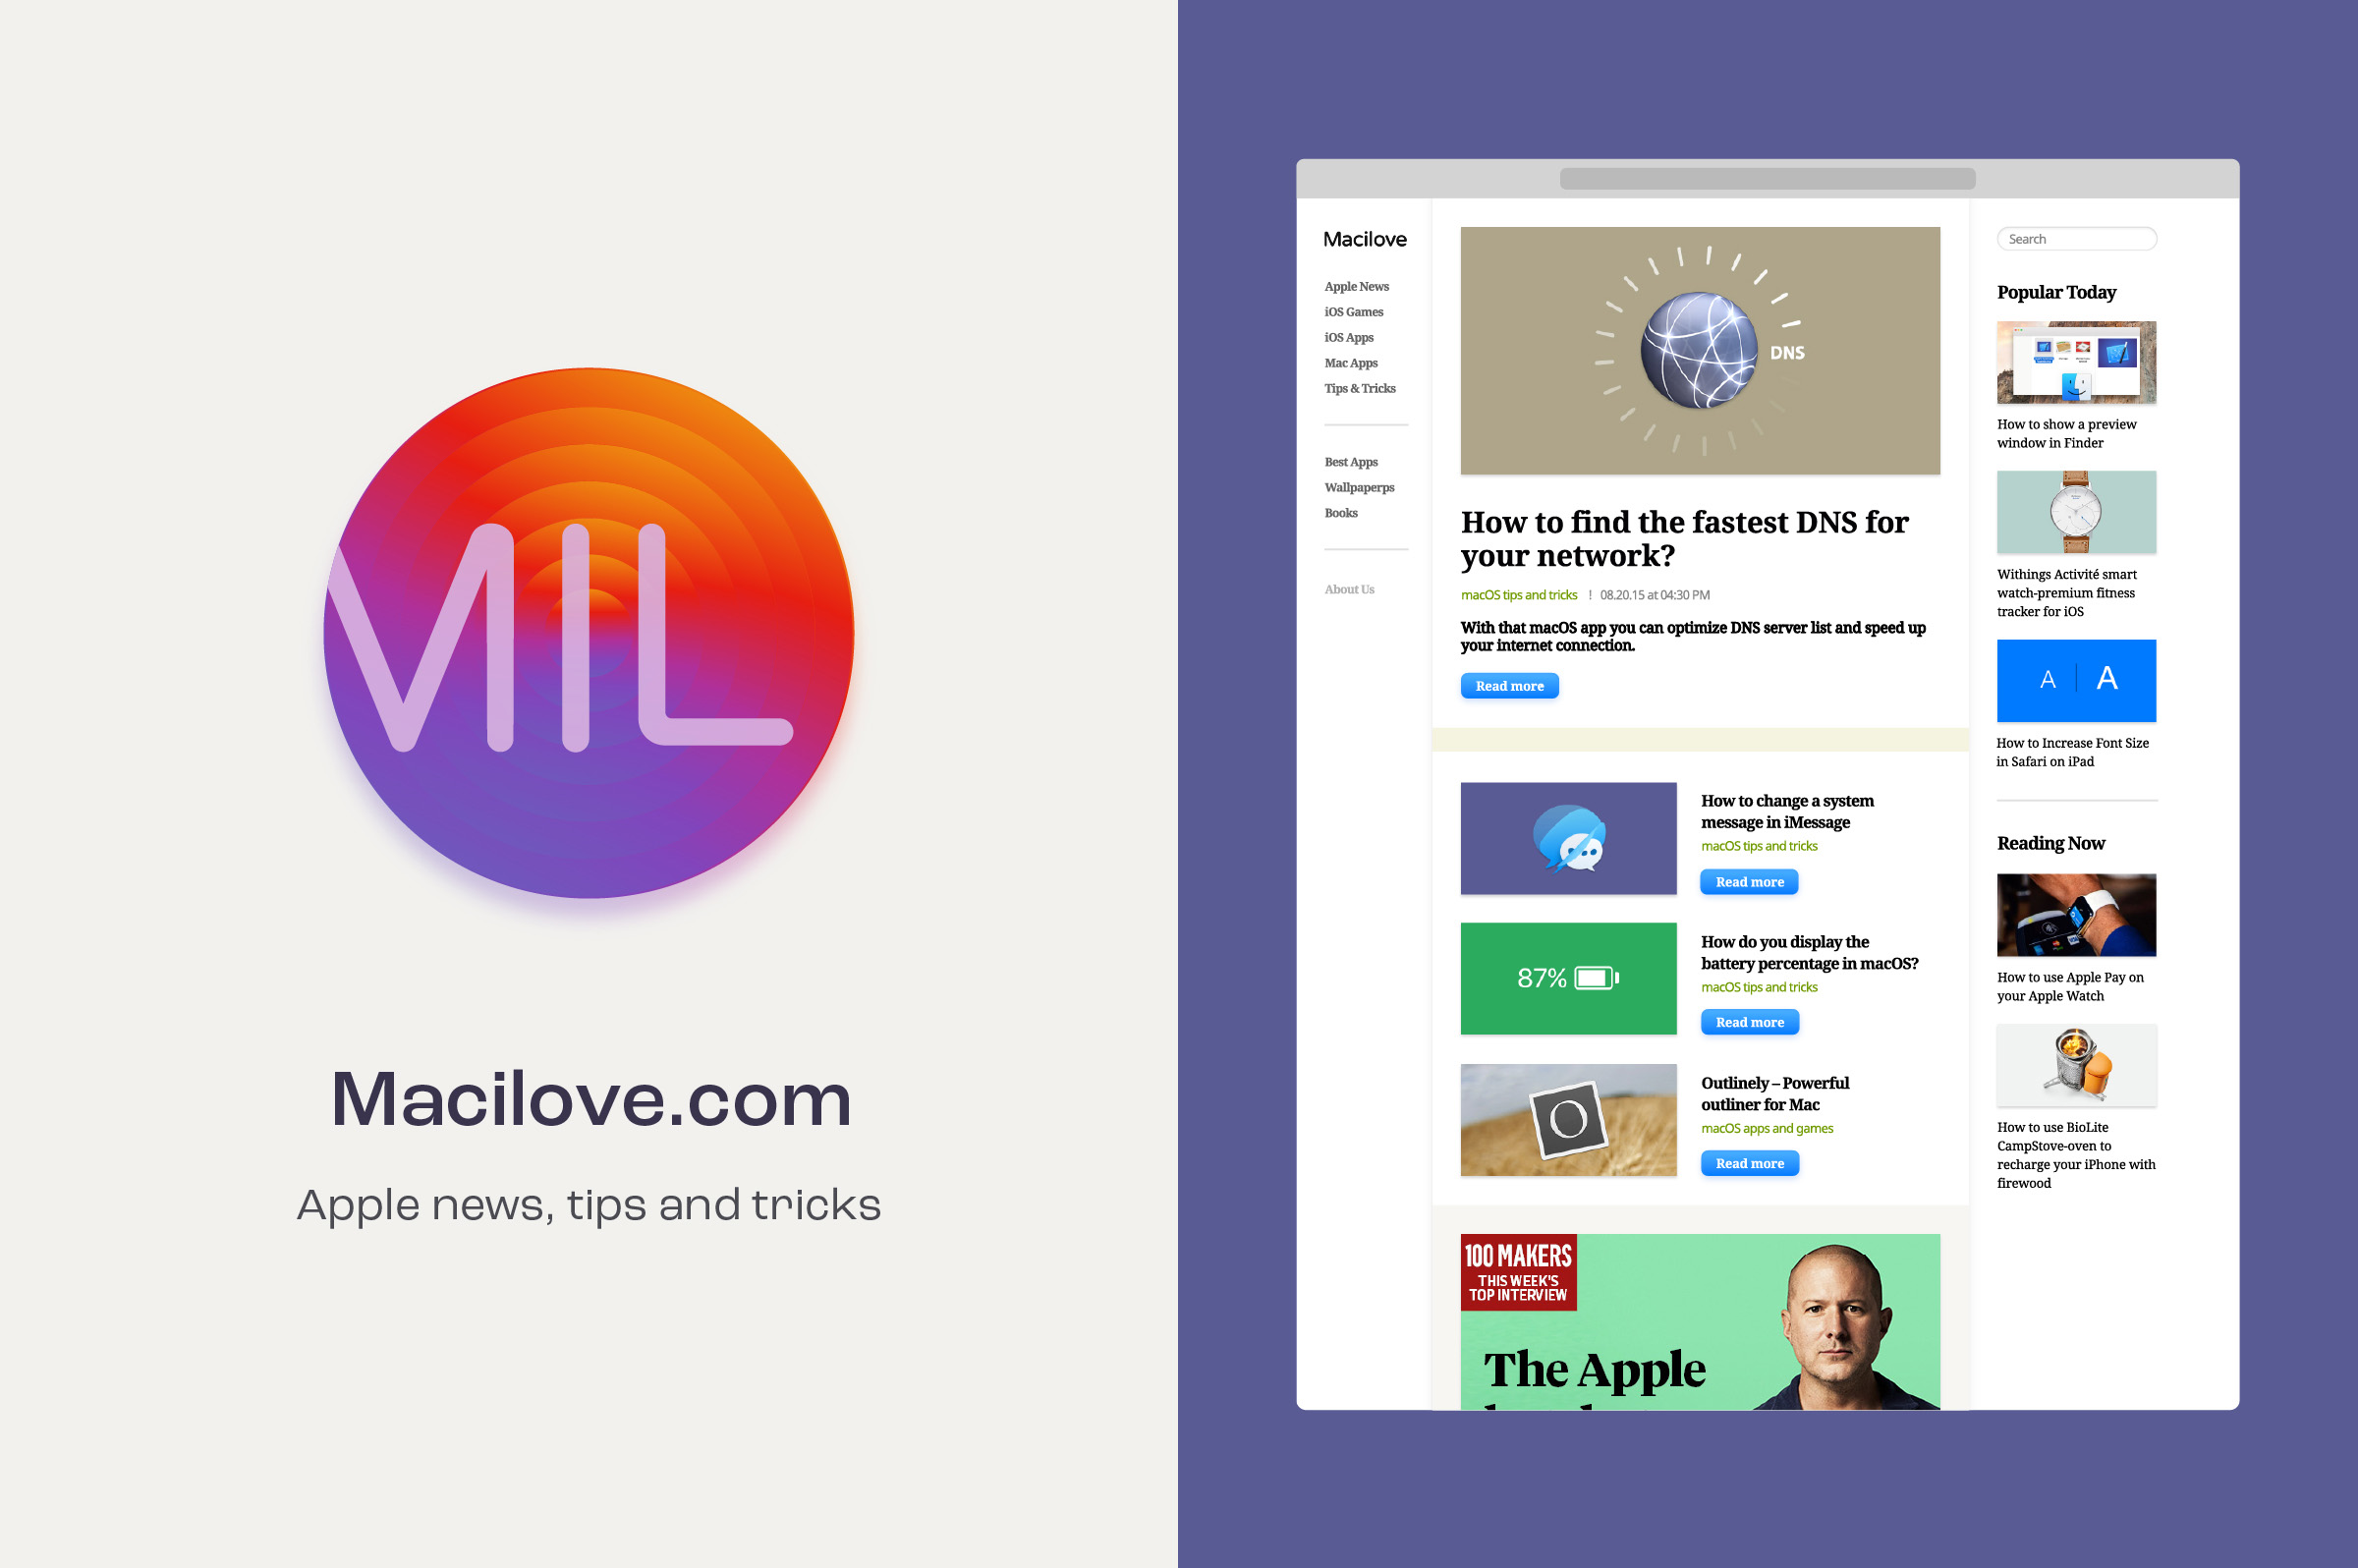 MIL
Macilove.com
Apple news, tips and tricks
Macilove
Apple News
iOS Games
iOS Apps
Mac Apps
Tips & Tricks
Best Apps
Wallpaperps
Books
About Us
DNS
How to find the fastest DNS for
your network?
macOS tips and tricks ¦ 08.20.15 at 04:30 PM
With that macOS app you can optimize DNS server list and speed up
your internet connection.
Read more
How to change a system
message in iMessage
macOS tips and tricks
Read more
87%
How do you display the
battery percentage in macOS?
macOS tips and tricks
Read more
O
Outlinely – Powerful
outliner for Mac
macOS apps and games
Read more
100 MAKERS
THIS WEEK'S
TOP INTERVIEW
The Apple
Search
Popular Today
How to show a preview
window in Finder
Withings Activité smart
watch-premium fitness
tracker for iOS
A | A
How to Increase Font Size
in Safari on iPad
Reading Now
How to use Apple Pay on
your Apple Watch
How to use BioLite
CampStove-oven to
recharge your iPhone with
firewood